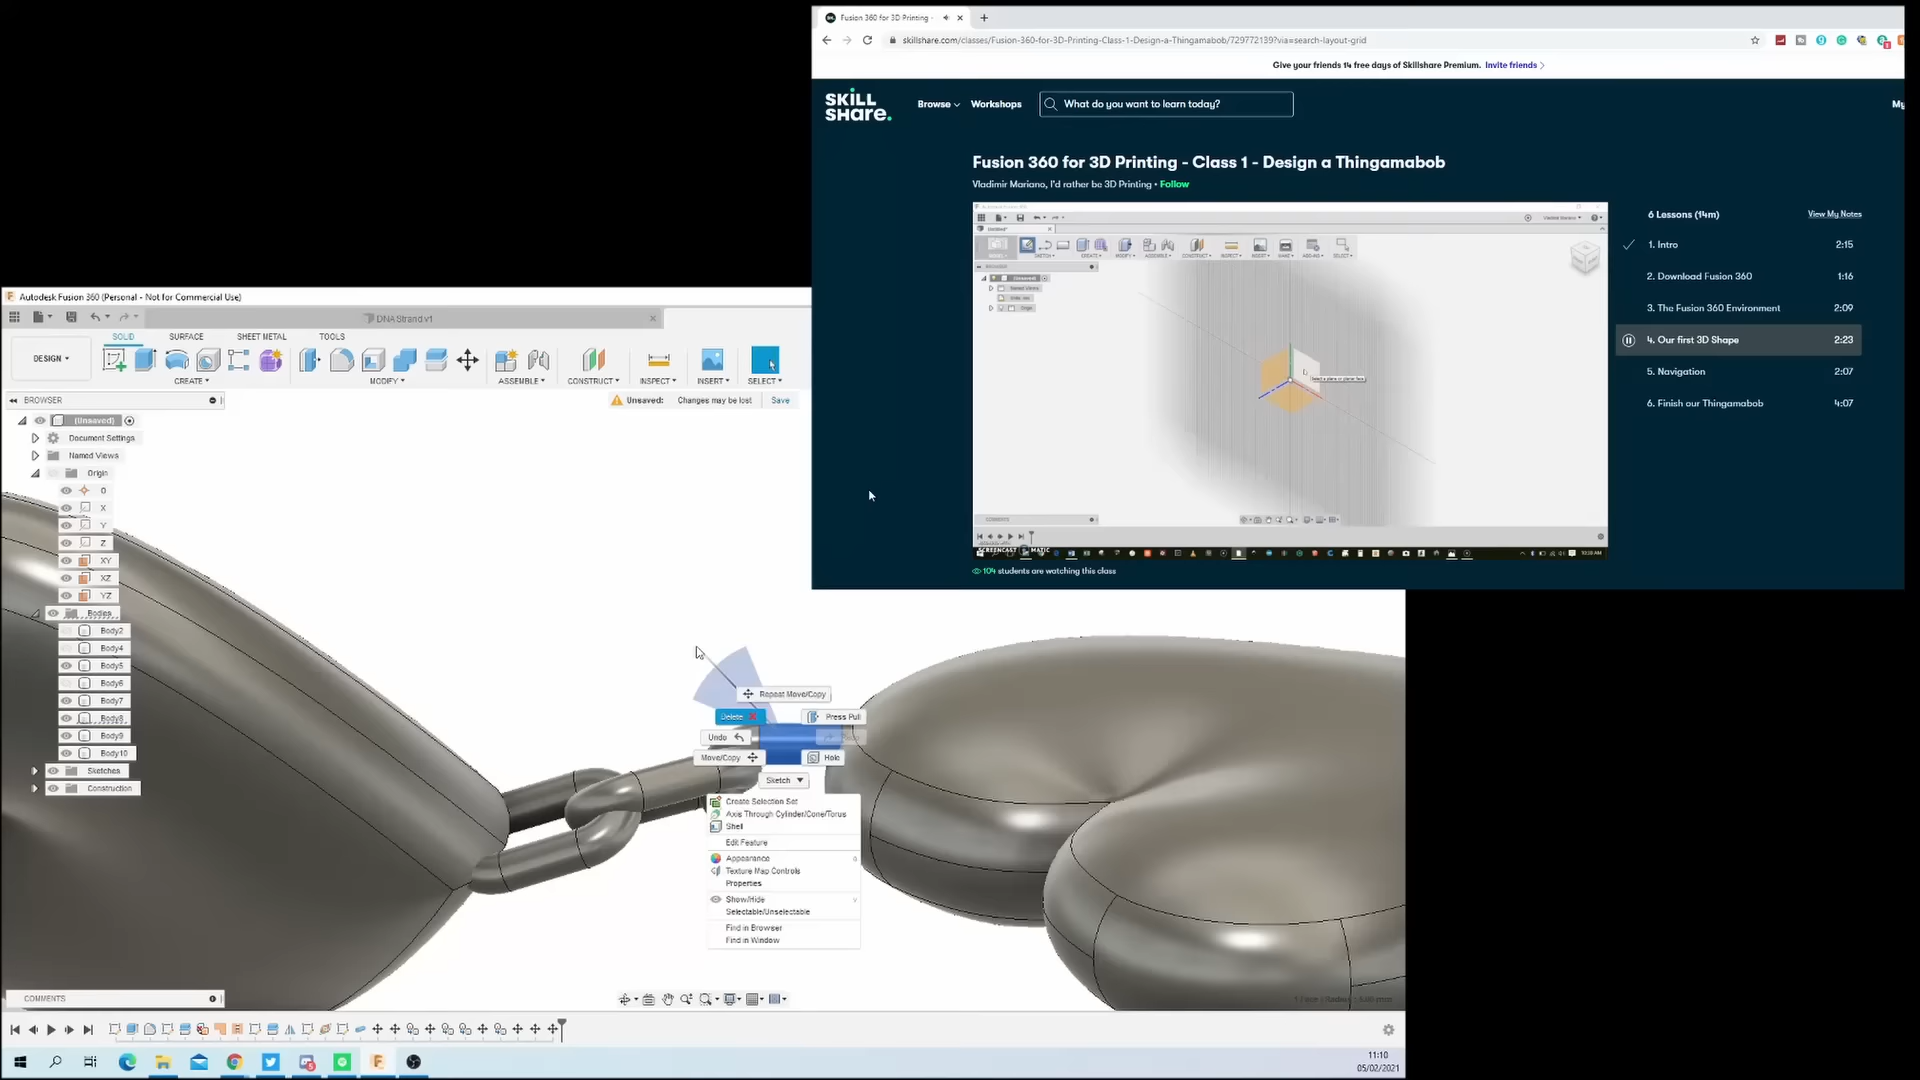 Fusion 360 for 3D Printing -
skillshare.com/classes/Fusion-360-for-3D-Printing-Class-1-Design-a-Thingamabob/729772139?via=search-layout-grid
Give your friends 14 free days of Skillshare Premium. Invite friends
SKILL SHARE.
Browse
Workshops
What do you want to learn today?
My
Fusion 360 for 3D Printing - Class 1 - Design a Thingamabob
Vladimir Mariano, I'd rather be 3D Printing • Follow
6 Lessons (14m)
View My Notes
1. Intro 2:15
2. Download Fusion 360 1:16
3. The Fusion 360 Environment 2:09
4. Our first 3D Shape 2:23
5. Navigation 2:07
6. Finish our Thingamabob 4:07
Select a plane or planar face
COMMENTS
SCREENCAST MATIC
104 students are watching this class
Autodesk Fusion 360 (Personal - Not for Commercial Use)
DNA Strand v1
SOLID SURFACE SHEET METAL TOOLS
DESIGN
CREATE MODIFY ASSEMBLE CONSTRUCT INSPECT INSERT SELECT
BROWSER
Unsaved: Changes may be lost Save
(Unsaved)
Document Settings
Named Views
Origin
O
X
Y
Z
XY
XZ
YZ
Bodies
Body2
Body4
Body5
Body6
Body7
Body8
Body9
Body10
Sketches
Construction
Repeat Move/Copy
Delete
Press Pull
Undo
Move/Copy
Hole
Sketch
Create Selection Set
Axis Through Cylinder/Cone/Torus
Shell
Edit Feature
Appearance
Texture Map Controls
Properties
Show/Hide
Selectable/Unselectable
Find in Browser
Find in Window
COMMENTS
11:10
05/02/2021